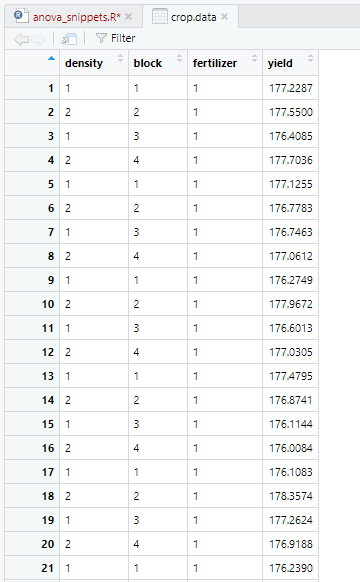 anova_snippets.R* crop.data
Filter
density block fertilizer yield
1 1 1 1 177.2287
2 2 2 1 177.5500
3 1 3 1 176.4085
4 2 4 1 177.7036
5 1 1 1 177.1255
6 2 2 1 176.7783
7 1 3 1 176.7463
8 2 4 1 177.0612
9 1 1 1 176.2749
10 2 2 1 177.9672
11 1 3 1 176.6013
12 2 4 1 177.0305
13 1 1 1 177.4795
14 2 2 1 176.8741
15 1 3 1 176.1144
16 2 4 1 176.0084
17 1 1 1 176.1083
18 2 2 1 178.3574
19 1 3 1 177.2624
20 2 4 1 176.9188
21 1 1 1 176.2390